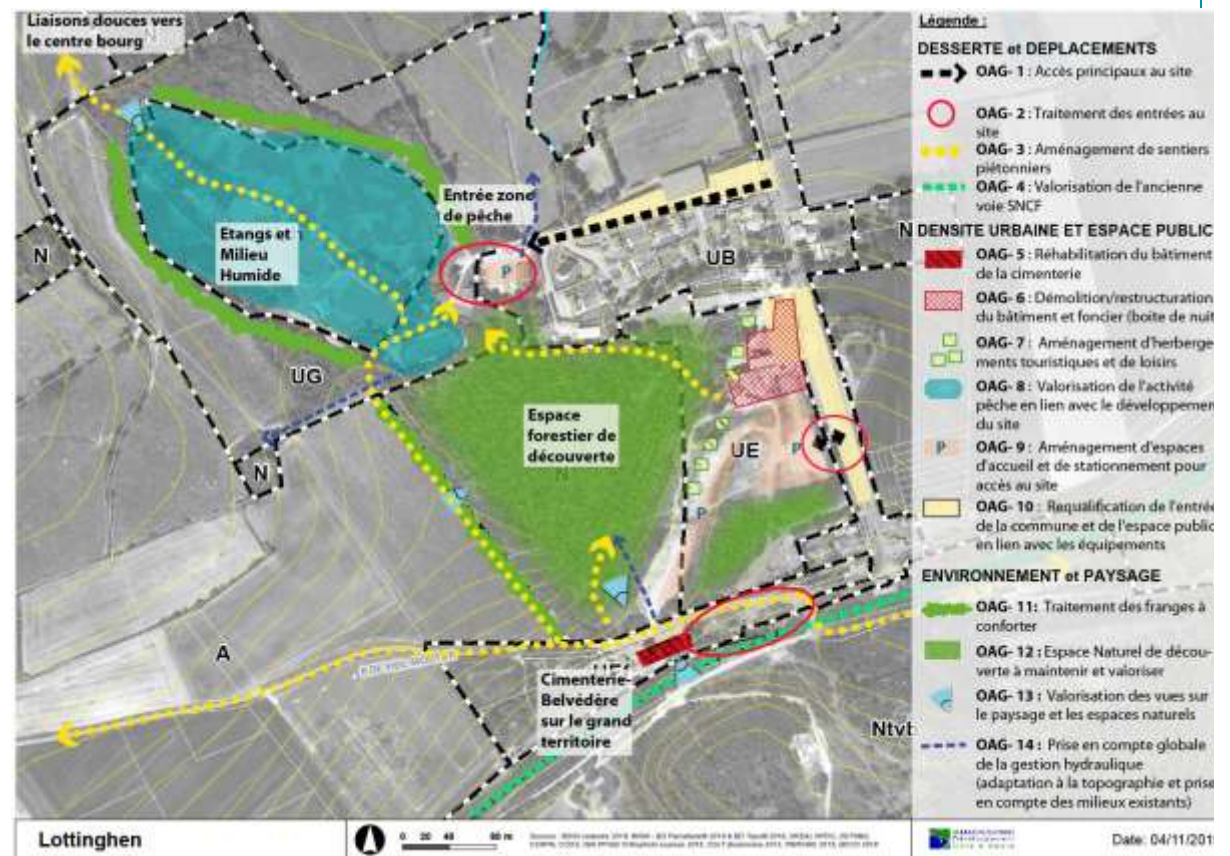 Liaisons douces vers
le centre bourg
N
Entrée zone
de pêche
Etangs et
Milieu
Humide
P
UB
N
N
UG
N
Espace
forestier de
découverte
UE
P
P
A
Cimenterie-
Belvédère
sur le grand
territoire
Ntvb
Légende :
DESSERTE et DEPLACEMENTS
OAG- 1 : Accès principaux au site
OAG- 2 : Traitement des entrées au
site
OAG- 3 : Aménagement de sentiers
piétonniers
OAG- 4 : Valorisation de l'ancienne
voie SNCF
DENSITE URBAINE ET ESPACE PUBLIC
OAG- 5 : Réhabilitation du bâtiment
de la cimenterie
OAG- 6 : Démolition/restructuration
du bâtiment et foncier (boite de nuit
OAG- 7 : Aménagement d'herberge
ments touristiques et de loisirs
OAG- 8 : Valorisation de l'activité
pêche en lien avec le développemen
du site
P OAG- 9 : Aménagement d'espaces
d'accueil et de stationnement pour
accès au site
OAG- 10 : Requalification de l'entrée
de la commune et de l'espace public
en lien avec les équipements
ENVIRONNEMENT et PAYSAGE
OAG- 11: Traitement des franges à
conforter
OAG- 12 : Espace Naturel de décou-
verte à maintenir et valoriser
OAG- 13 : Valorisation des vues sur
le paysage et les espaces naturels
OAG- 14 : Prise en compte globale
de la gestion hydraulique
(adaptation à la topographie et prise
en compte des milieux existants)
Lottinghen
0 20 40 80 m
Date: 04/11/2019